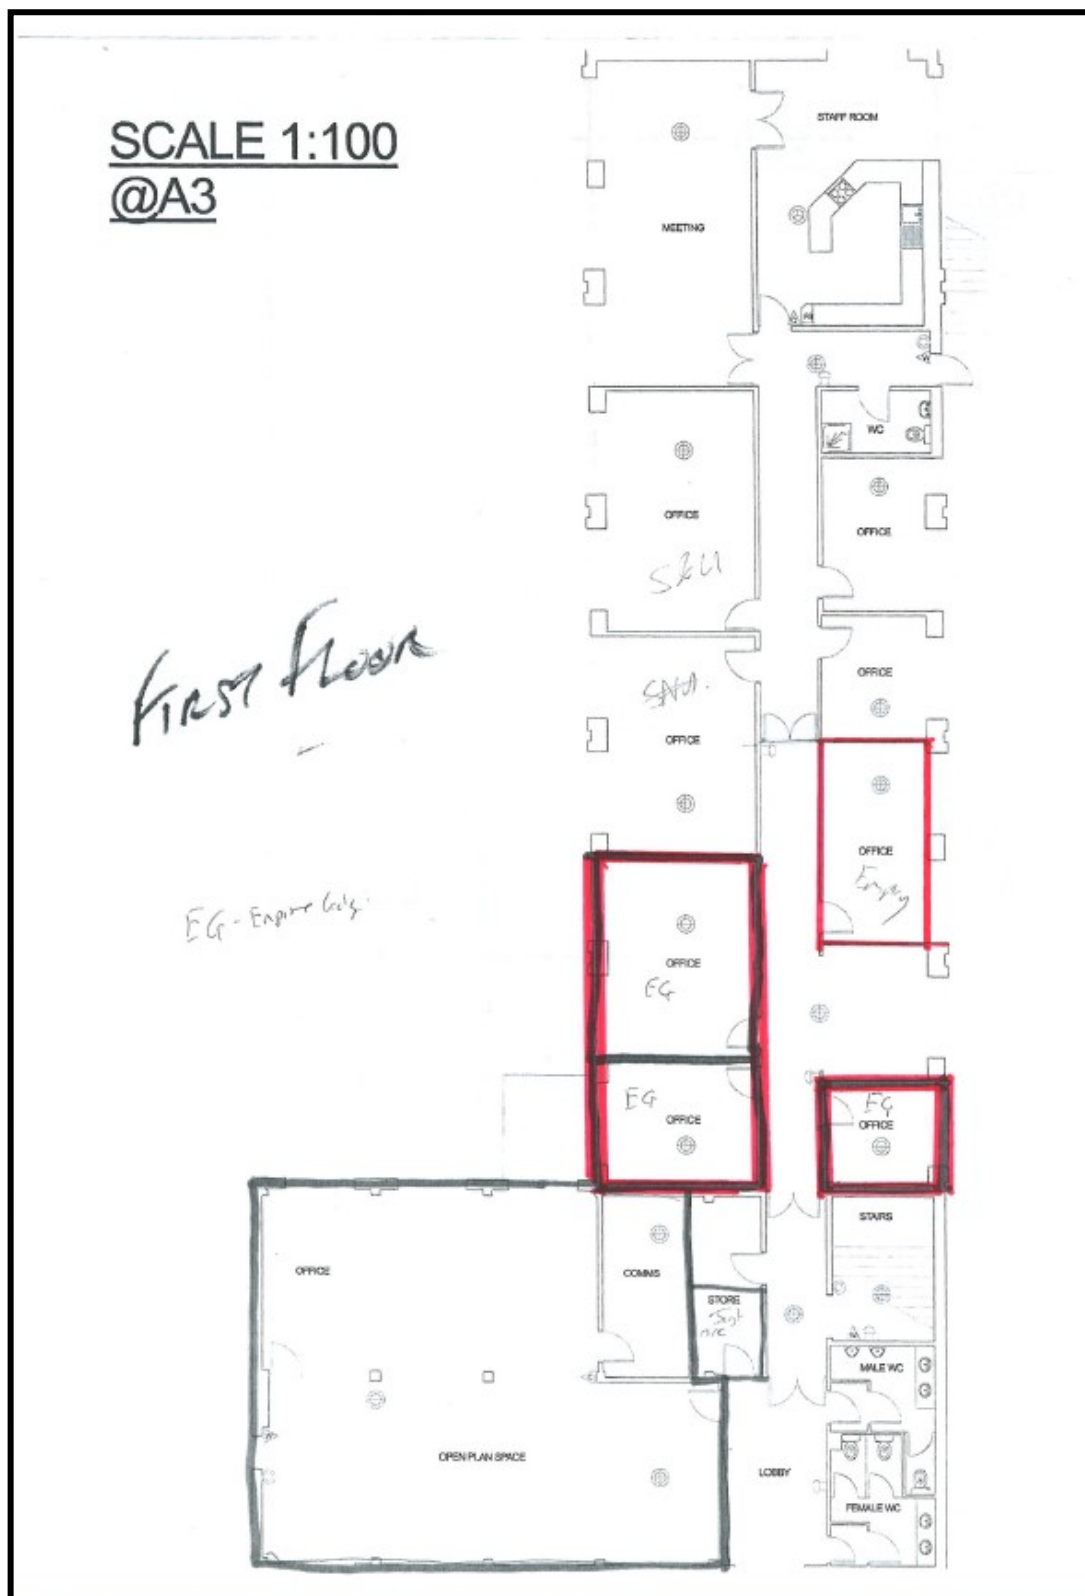 SCALE 1:100
@A3
STAFF ROOM
MEETING
WC
OFFICE
OFFICE
FIRST FLOOR
OFFICE
OFFICE
OFFICE
Empty
EG - Empire
OFFICE
EG
EG
OFFICE
EG
OFFICE
STAIRS
OFFICE
COMMS
STORE
MALE WC
OPEN PLAN SPACE
LOBBY
FEMALE WC